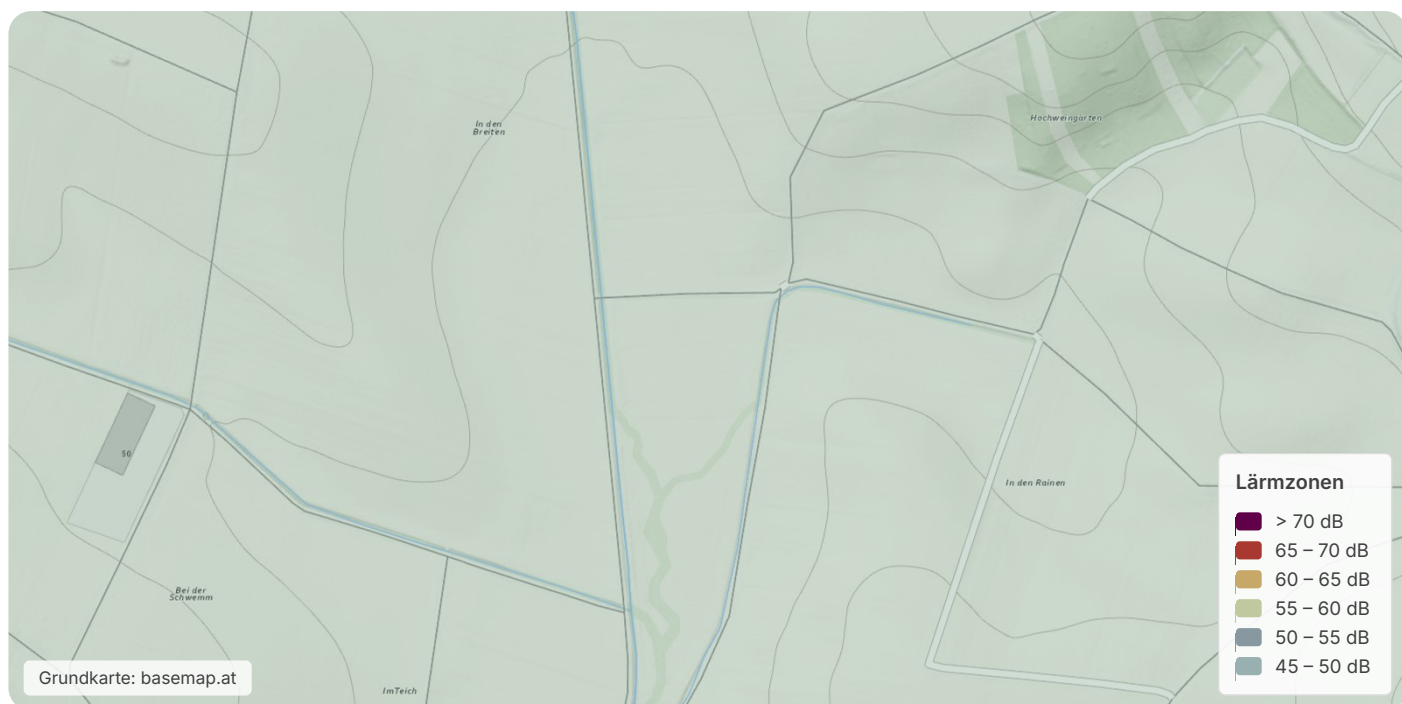 In den
Breiten
Hochweingärten
50
In den Rainen
Bei der
Schwemm
Im Teich
Lärmzonen
> 70 dB
65 – 70 dB
60 – 65 dB
55 – 60 dB
50 – 55 dB
45 – 50 dB
Grundkarte: basemap.at